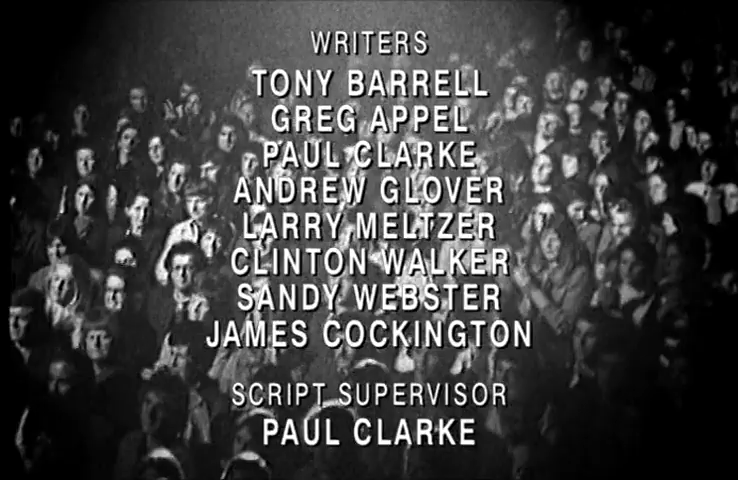 WRITERS
TONY BARRELL
GREG APPEL
PAUL CLARKE
ANDREW GLOVER
LARRY MELTZER
CLINTON WALKER
SANDY WEBSTER
JAMES COCKINGTON
SCRIPT SUPERVISOR
PAUL CLARKE